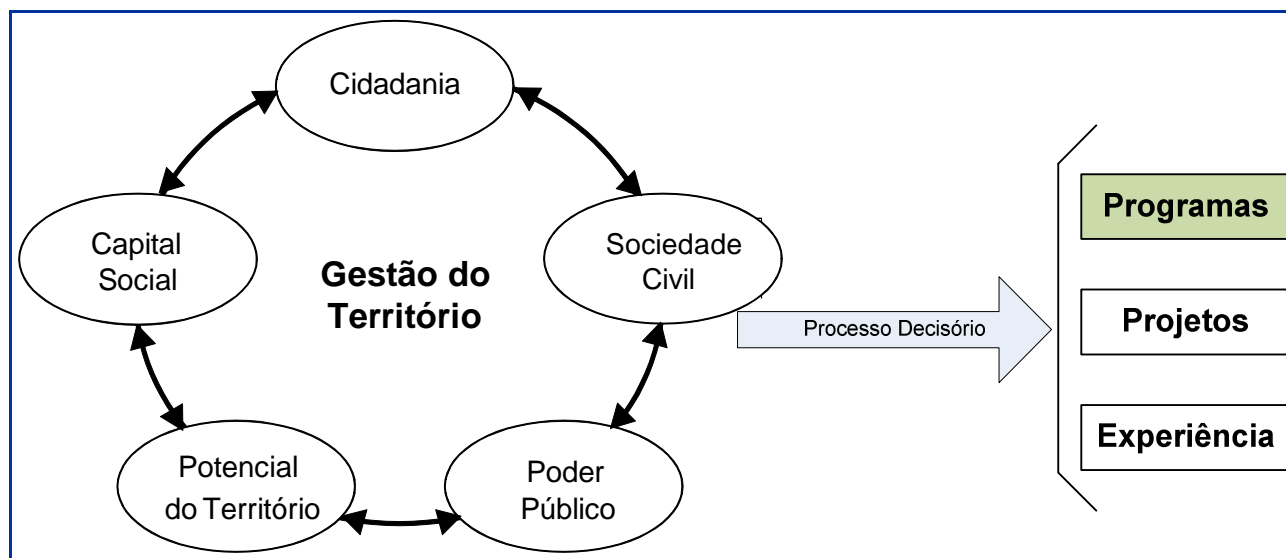 Cidadania
Capital
Social
Gestão do
Território
Sociedade
Civil
Potencial
do Território
Poder
Público
Processo Decisório
Programas
Projetos
Experiência